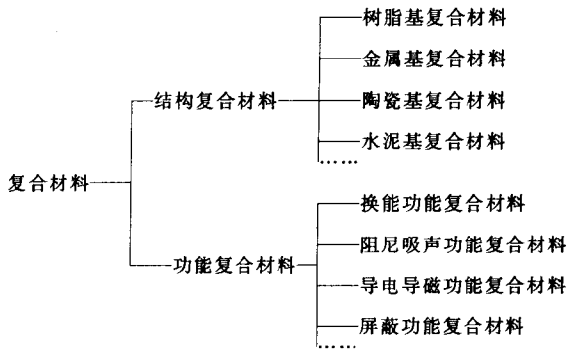 树脂基复合材料
金属基复合材料
结构复合材料
陶瓷基复合材料
水泥基复合材料
……
复合材料
换能功能复合材料
阻尼吸声功能复合材料
功能复合材料
导电导磁功能复合材料
屏蔽功能复合材料
……